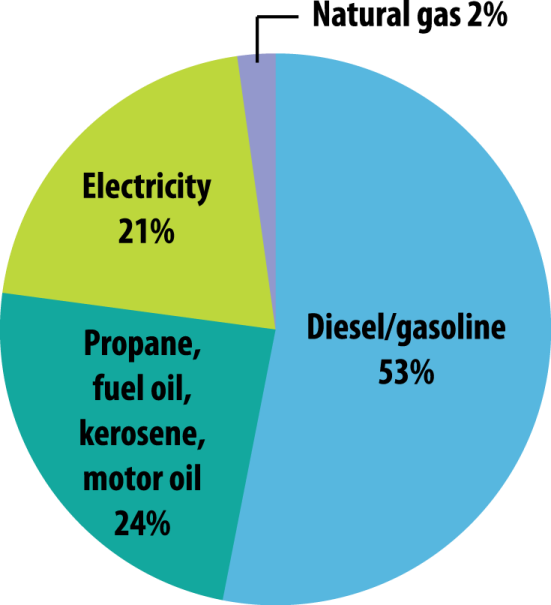 Natural gas 2%
Electricity
21%
Diesel/gasoline
53%
Propane,
fuel oil,
kerosene,
motor oil
24%